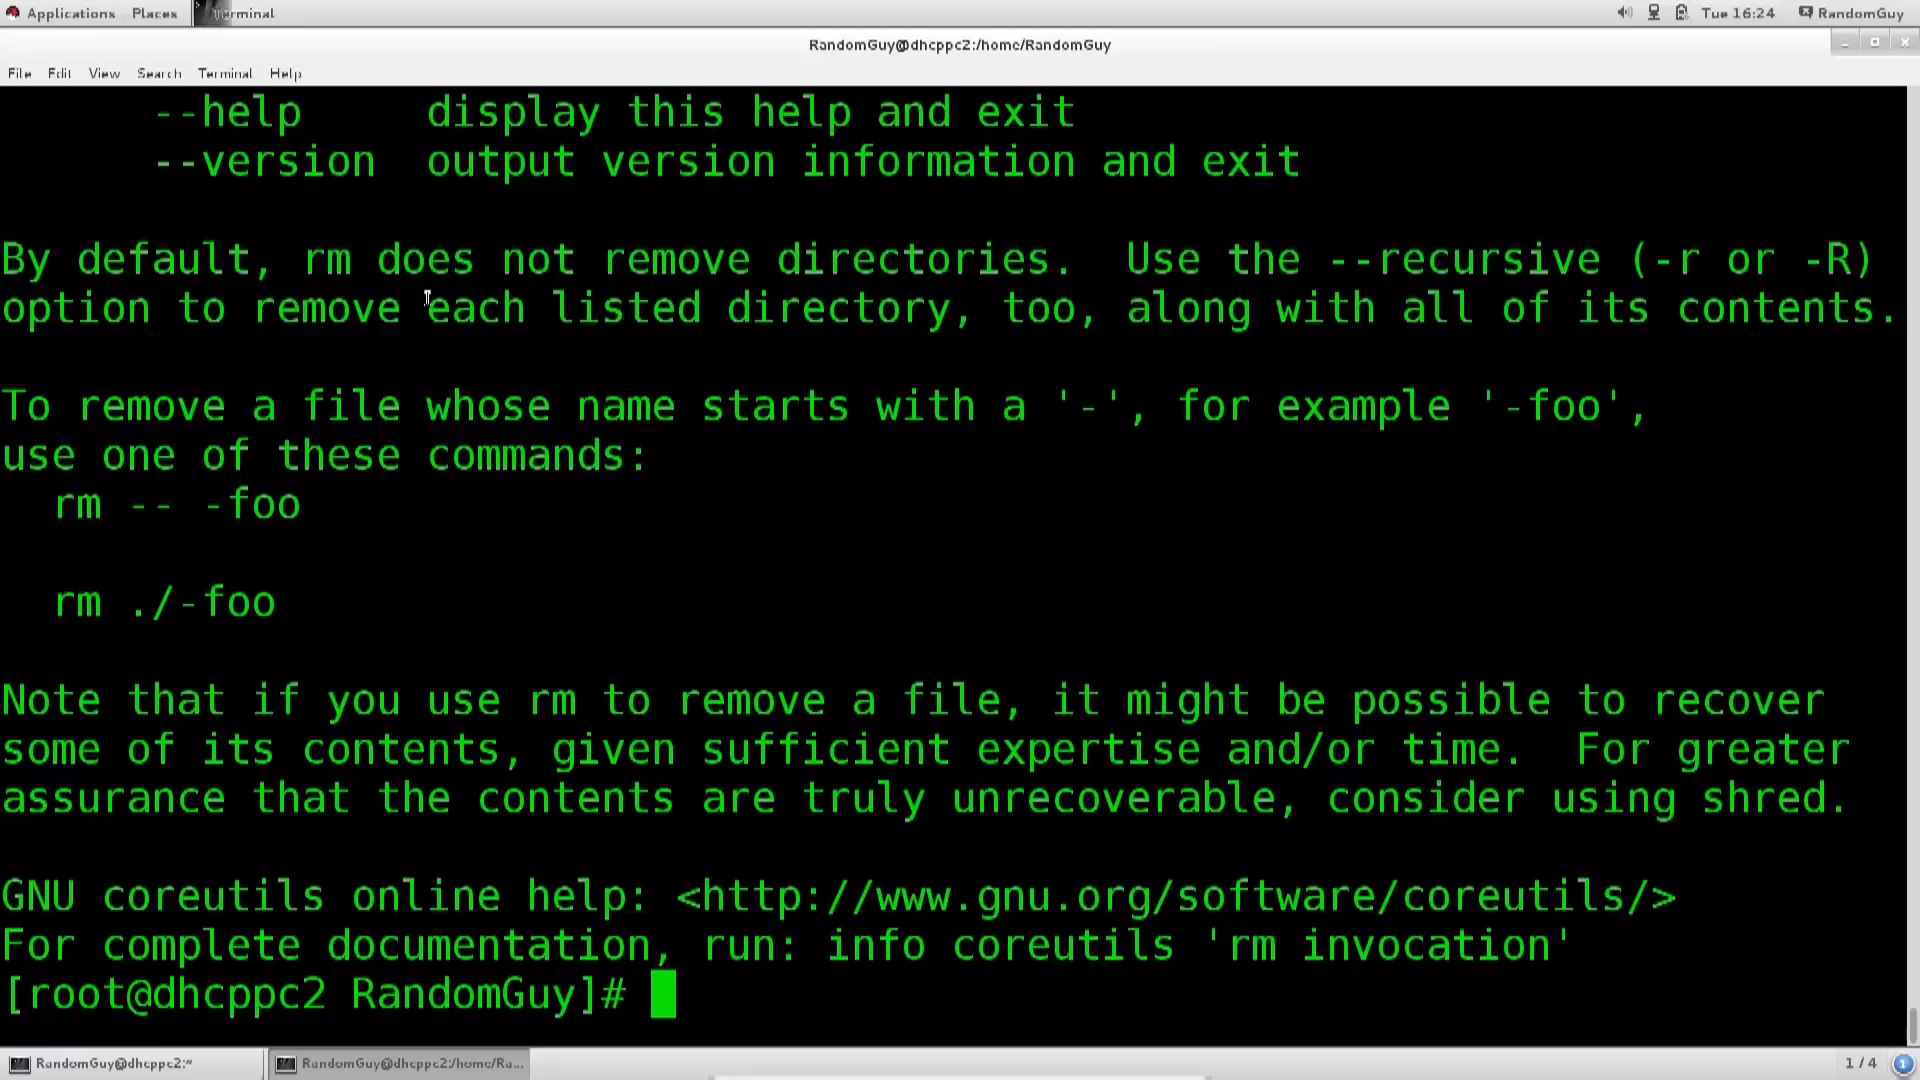 Applications Places Terminal Tue 16:24 RandomGuy
RandomGuy@dhcppc2:/home/RandomGuy
File Edit View Search Terminal Help
--help display this help and exit
--version output version information and exit
By default, rm does not remove directories. Use the --recursive (-r or -R)
option to remove each listed directory, too, along with all of its contents.
To remove a file whose name starts with a '-', for example '-foo',
use one of these commands:
rm -- -foo
rm ./-foo
Note that if you use rm to remove a file, it might be possible to recover
some of its contents, given sufficient expertise and/or time. For greater
assurance that the contents are truly unrecoverable, consider using shred.
GNU coreutils online help: <http://www.gnu.org/software/coreutils/>
For complete documentation, run: info coreutils 'rm invocation'
[root@dhcppc2 RandomGuy]#
RandomGuy@dhcppc2:~ RandomGuy@dhcppc2:/home/Ra... 1 / 4 1